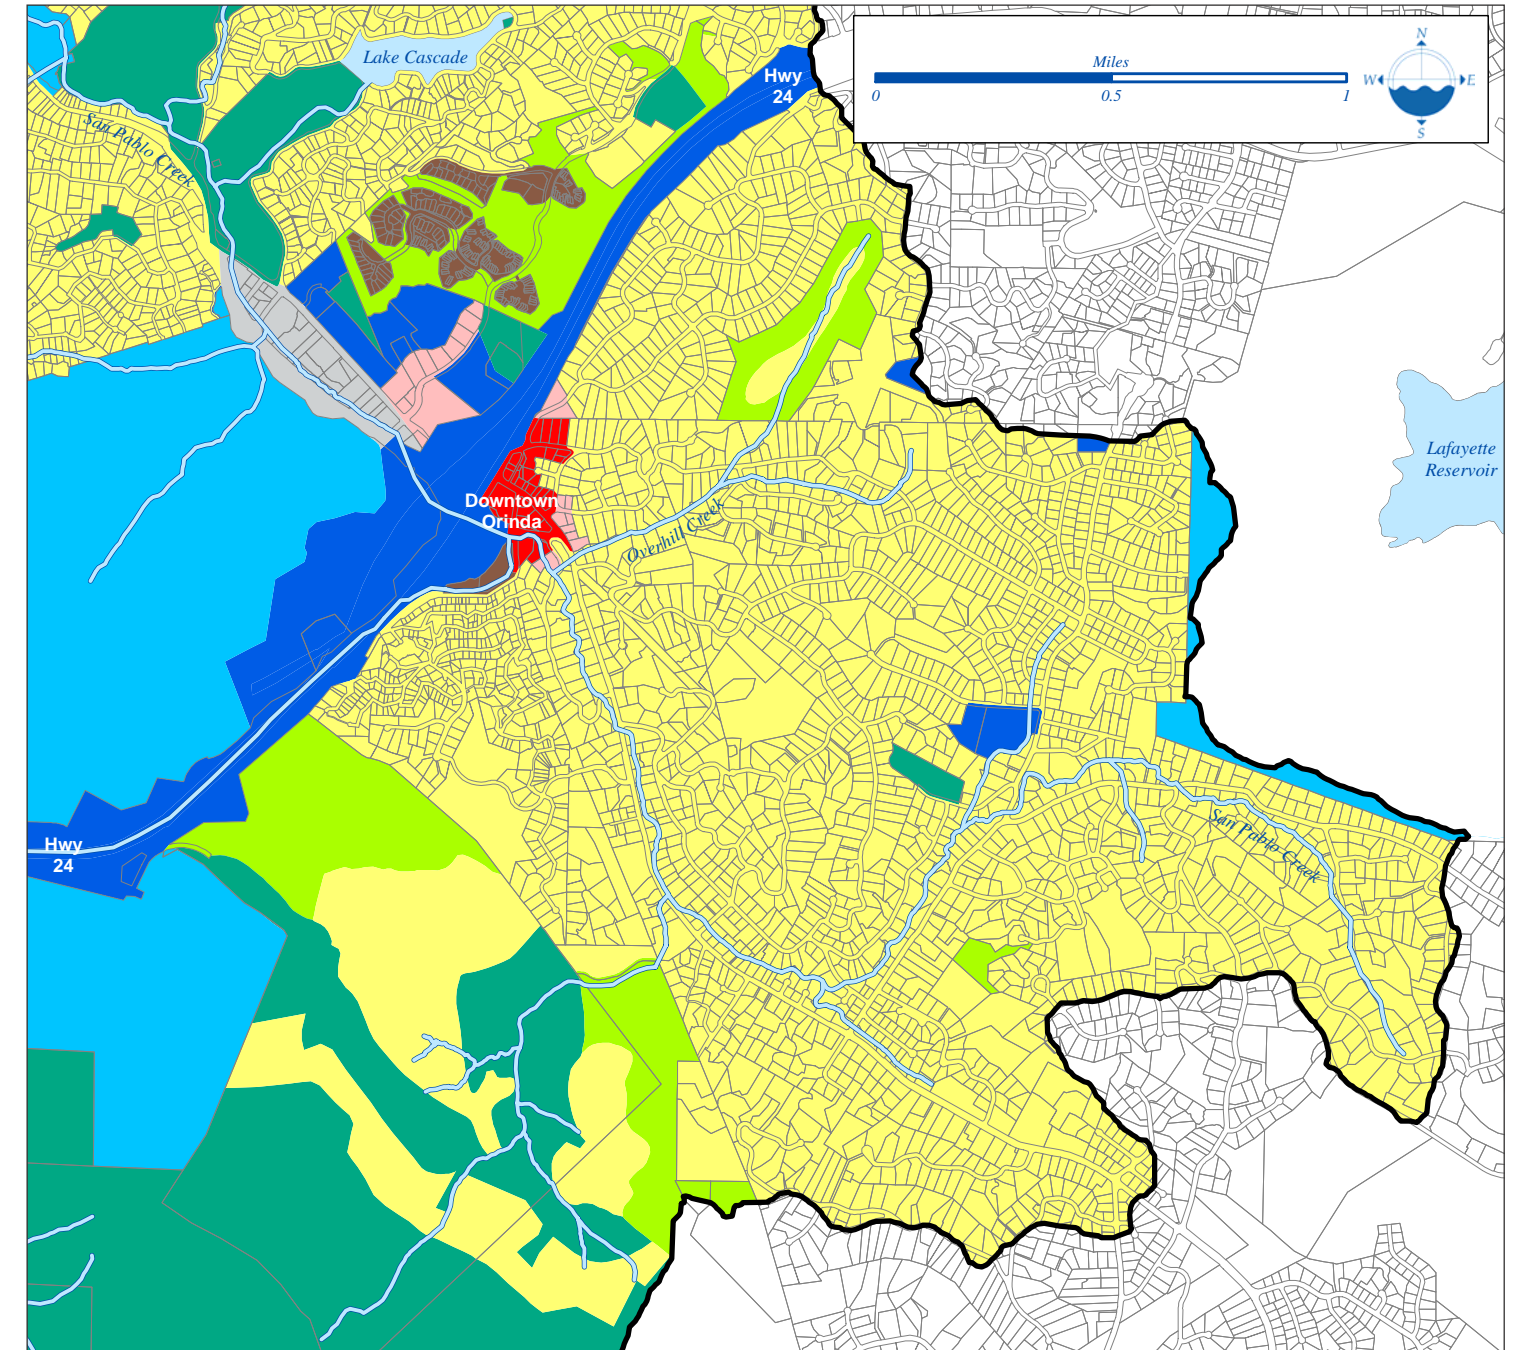 Lake Cascade
Hwy
24
Miles
0
0.5
1
N
W
E
S
San Pablo Creek
Lafayette
Reservoir
Downtown
Orinda
Overhill Creek
Hwy
24
San Pablo Creek